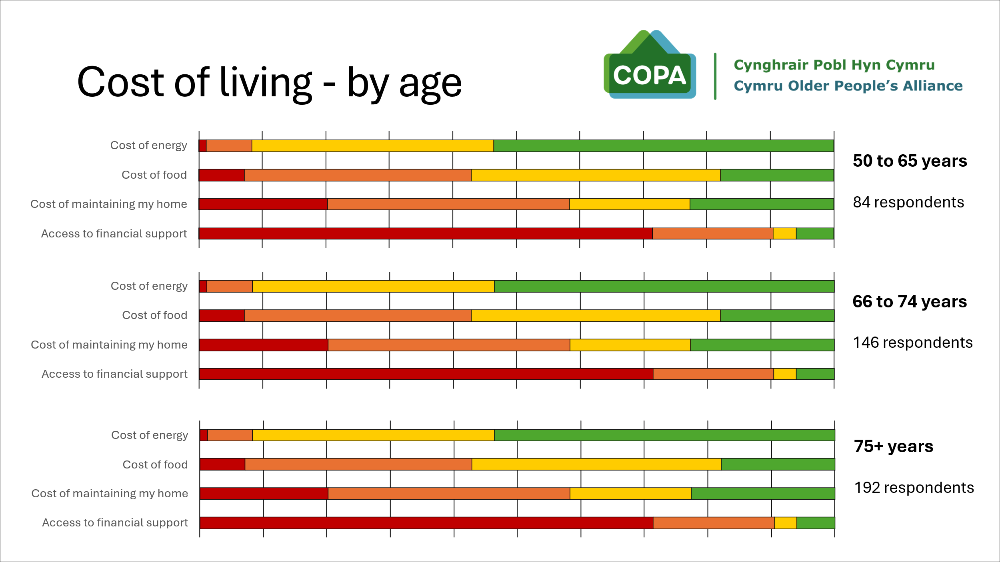 Cost of living - by age
COPA
Cynghrair Pobl Hyn Cymru
Cymru Older People's Alliance
Cost of energy
Cost of food
Cost of maintaining my home
Access to financial support
50 to 65 years
84 respondents
Cost of energy
Cost of food
Cost of maintaining my home
Access to financial support
66 to 74 years
146 respondents
Cost of energy
Cost of food
Cost of maintaining my home
Access to financial support
75+ years
192 respondents